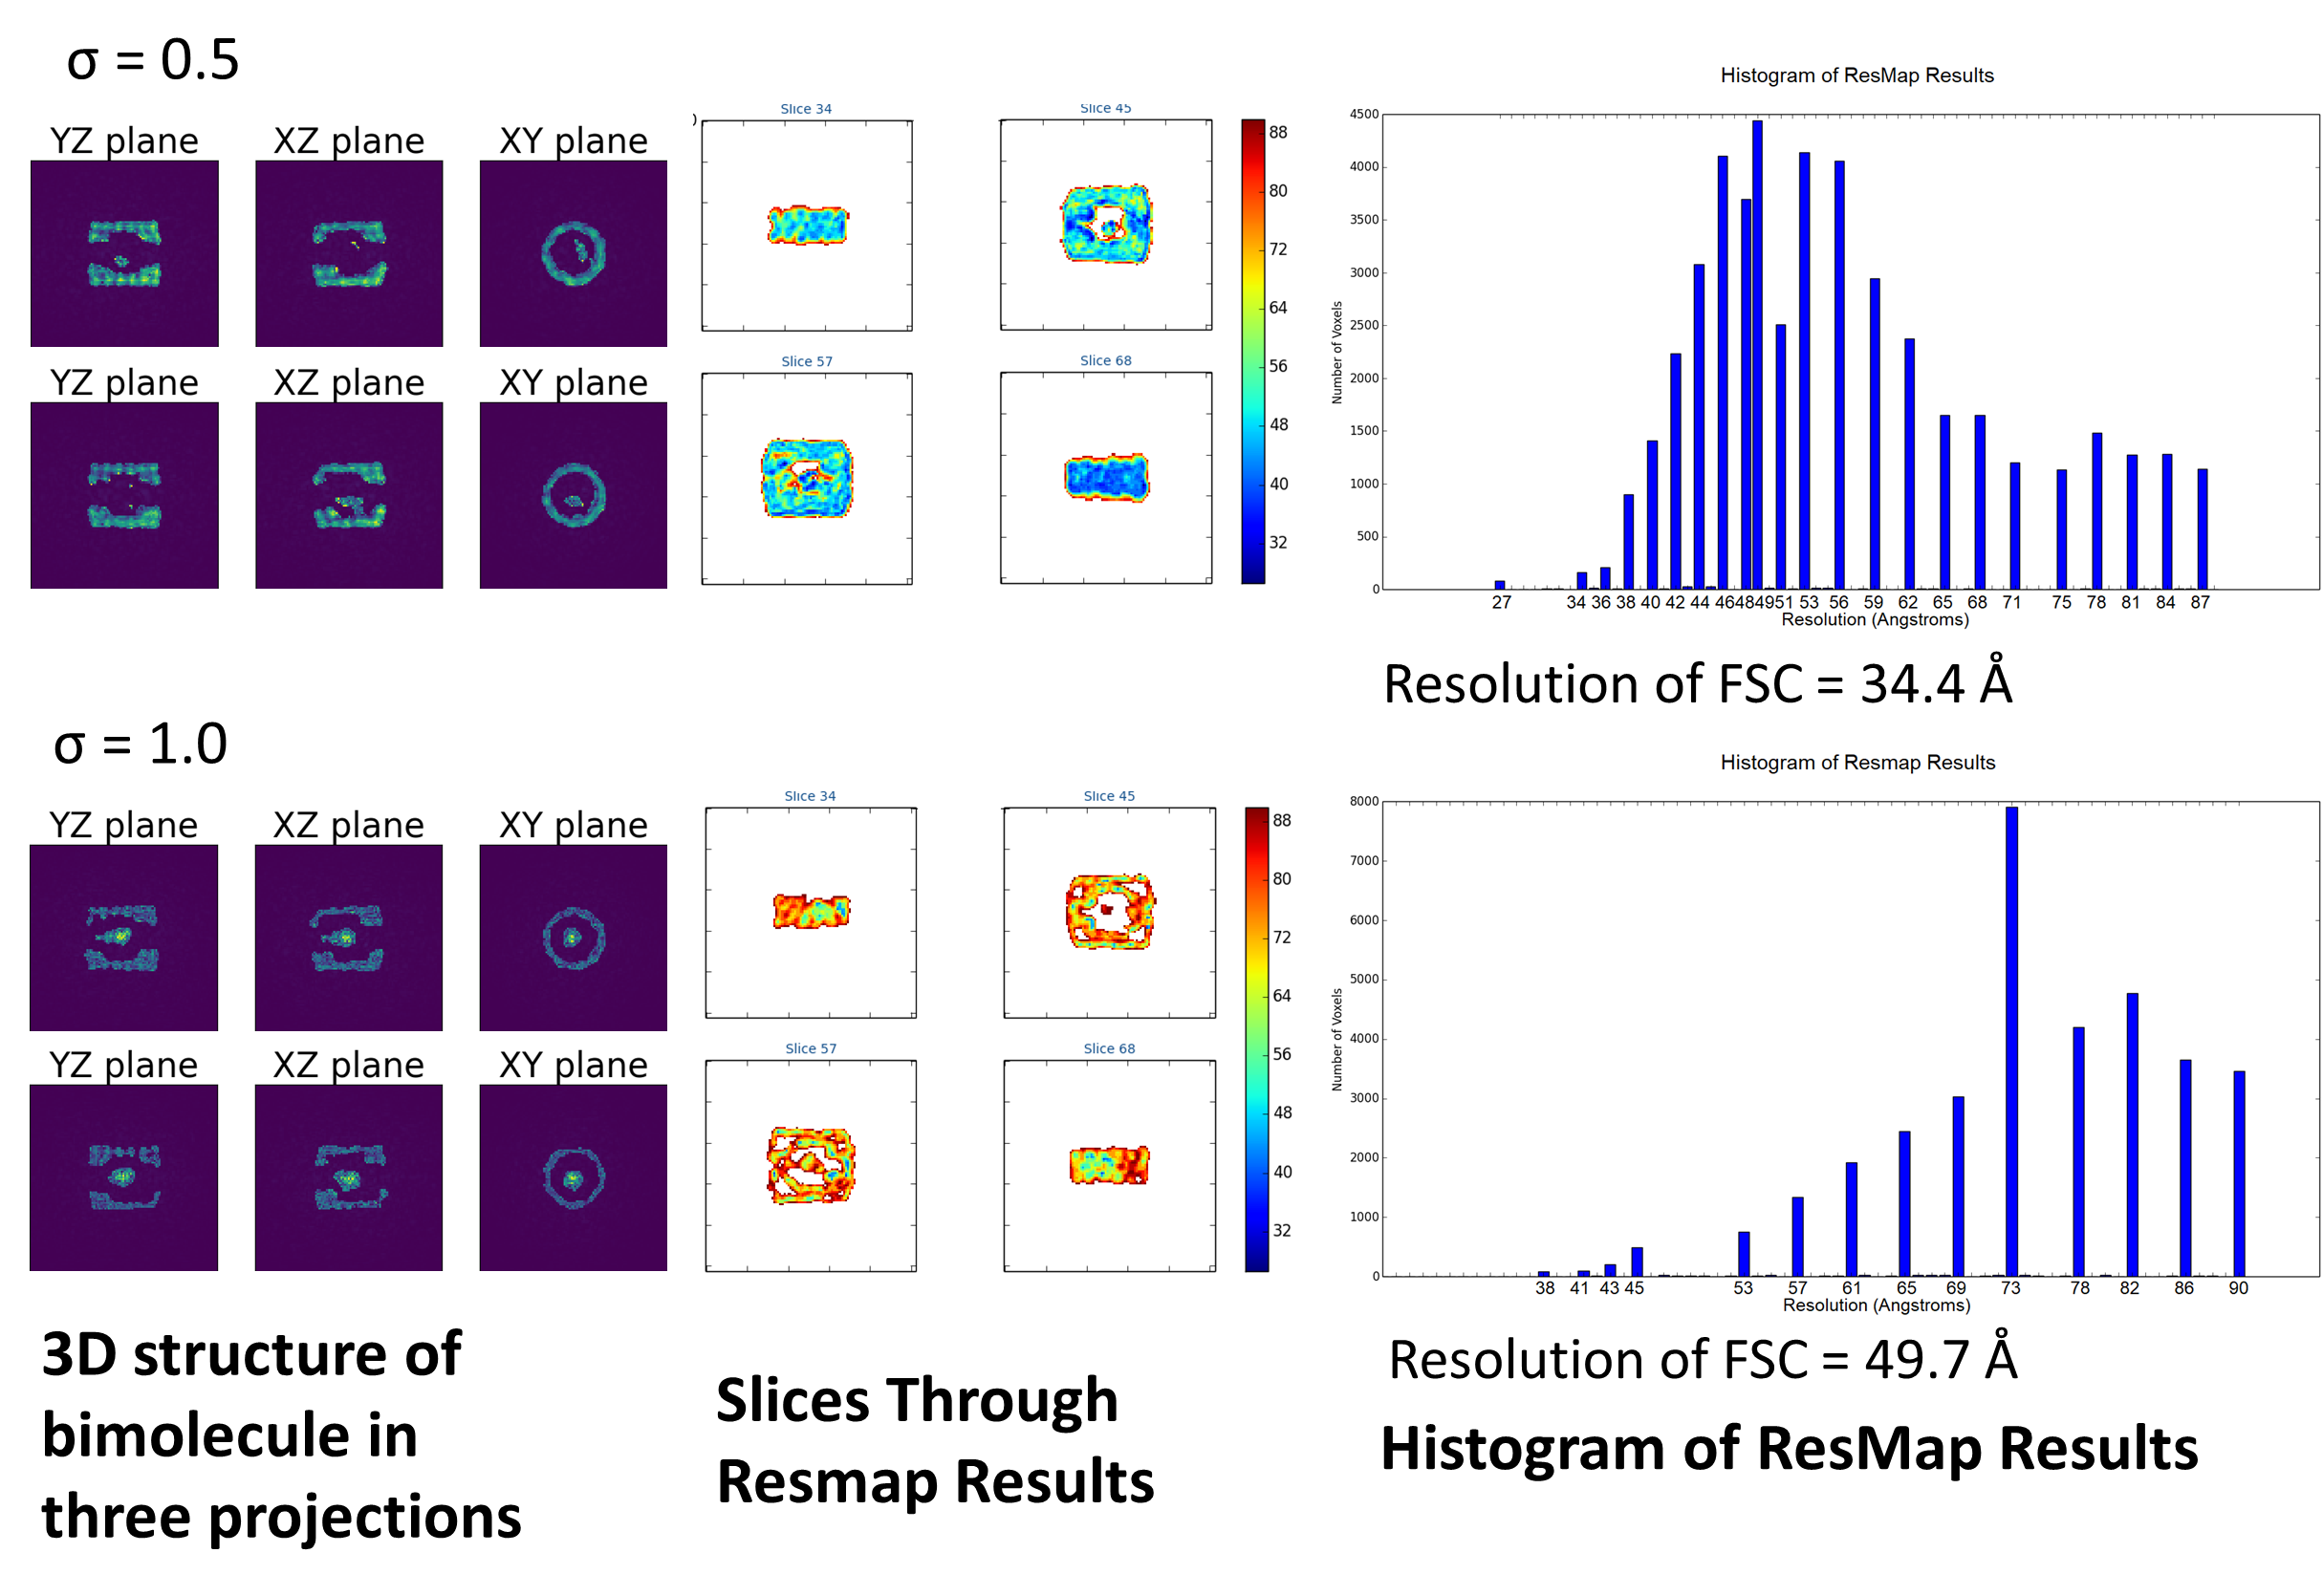 σ = 0.5
YZ plane
XZ plane
XY plane
YZ plane
XZ plane
XY plane
Slice 34
Slice 45
Slice 57
Slice 68
88
80
72
64
56
48
40
32
Histogram of ResMap Results
Number of Voxels
4500
4000
3500
3000
2500
2000
1500
1000
500
0
27 34 36 38 40 42 44 46 48 49 51 53 56 59 62 65 68 71 75 78 81 84 87
Resolution (Angstroms)
Resolution of FSC = 34.4 Å
σ = 1.0
YZ plane
XZ plane
XY plane
YZ plane
XZ plane
XY plane
Slice 34
Slice 45
Slice 57
Slice 68
88
80
72
64
56
48
40
32
Histogram of Resmap Results
Number of Voxels
8000
7000
6000
5000
4000
3000
2000
1000
0
38 41 43 45 53 57 61 65 69 73 78 82 86 90
Resolution (Angstroms)
Resolution of FSC = 49.7 Å
3D structure of
bimolecule in
three projections
Slices Through
Resmap Results
Histogram of ResMap Results